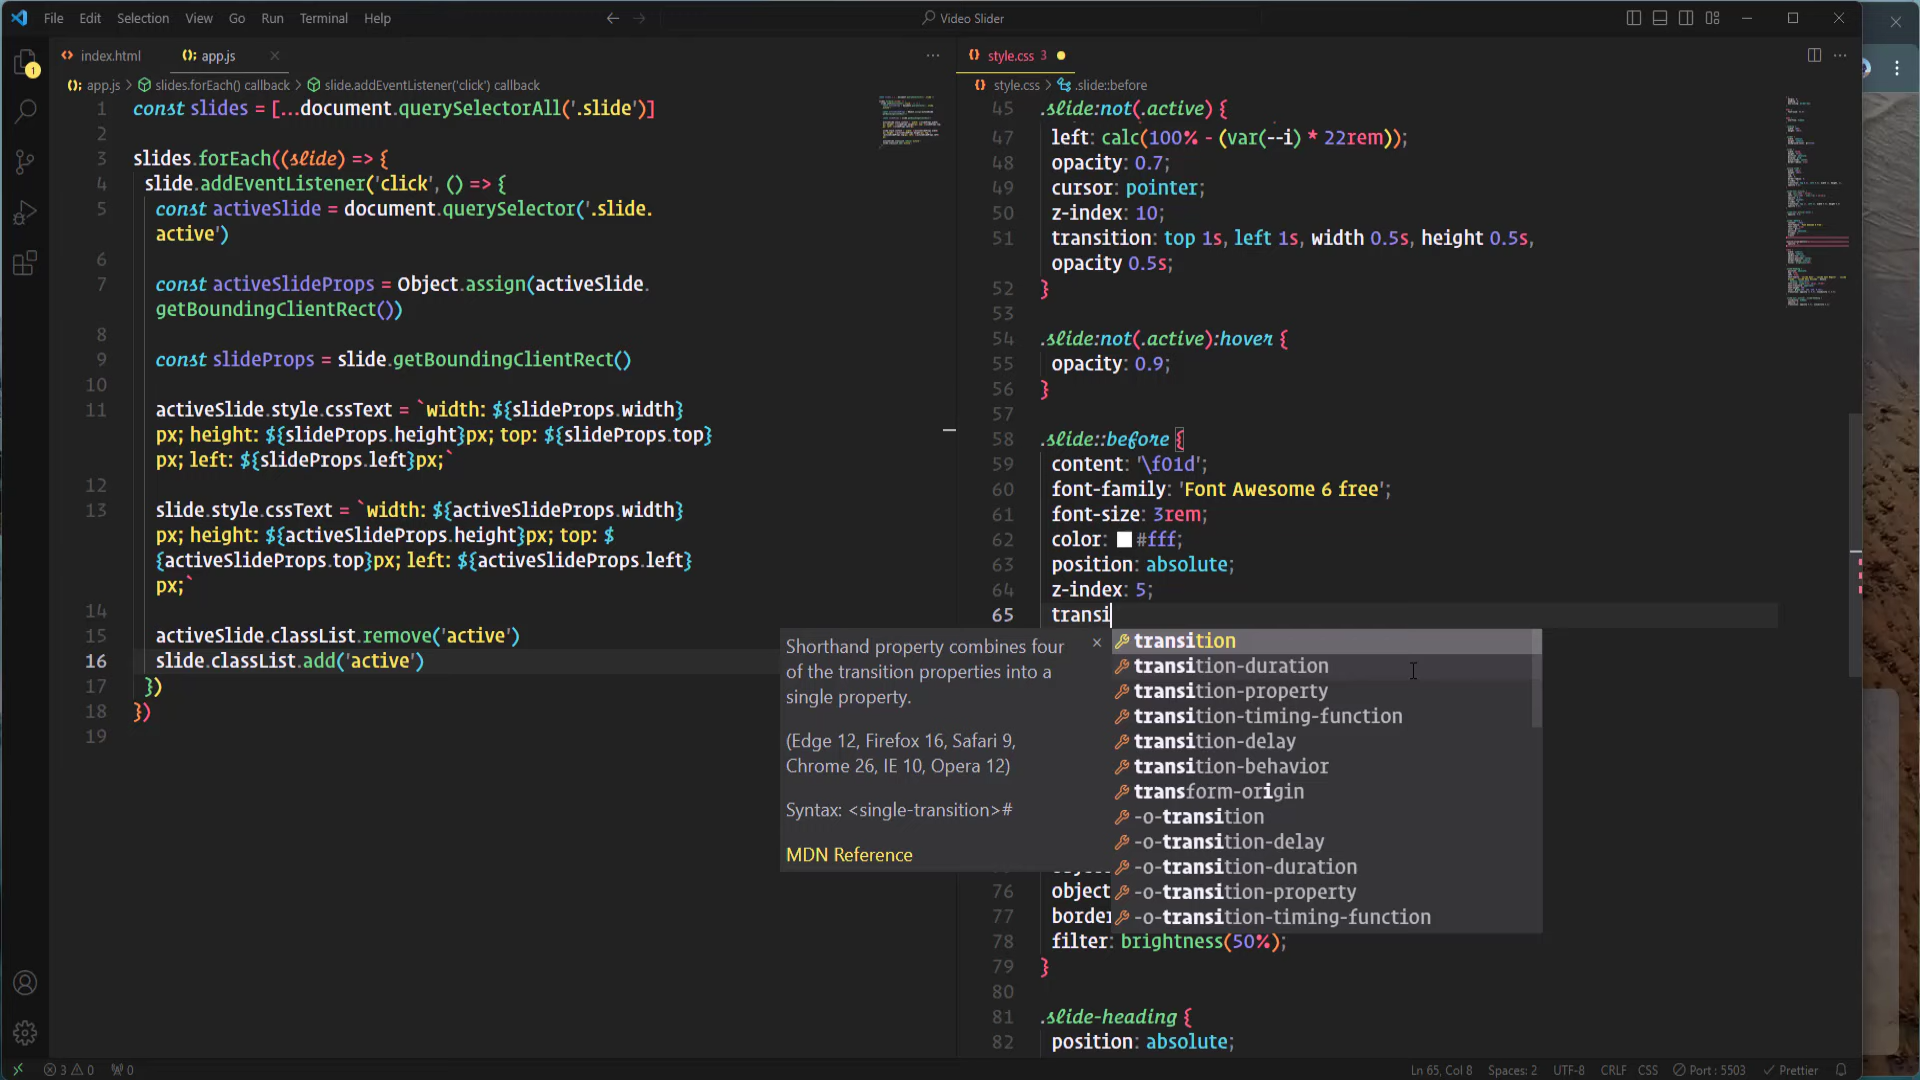 File Edit Selection View Go Run Terminal Help
Video Slider
index.html
app.js
app.js > slides.forEach() callback > slide.addEventListener('click') callback
1 const slides = [...document.querySelectorAll('.slide')]
2
3 slides.forEach((slide) => {
4 slide.addEventListener('click', () => {
5 const activeSlide = document.querySelector('.slide.
active')
6
7 const activeSlideProps = Object.assign(activeSlide.
getBoundingClientRect())
8
9 const slideProps = slide.getBoundingClientRect()
10
11 activeSlide.style.cssText = `width: ${slideProps.width}
px; height: ${slideProps.height}px; top: ${slideProps.top}
px; left: ${slideProps.left}px;`
12
13 slide.style.cssText = `width: ${activeSlideProps.width}
px; height: ${activeSlideProps.height}px; top: $
{activeSlideProps.top}px; left: ${activeSlideProps.left}
px;`
14
15 activeSlide.classList.remove('active')
16 slide.classList.add('active')
17 })
18 })
19
style.css 3
style.css > .slide::before
45 .slide:not(.active) {
47 left: calc(100% - (var(--i) * 22rem));
48 opacity: 0.7;
49 cursor: pointer;
50 z-index: 10;
51 transition: top 1s, left 1s, width 0.5s, height 0.5s,
opacity 0.5s;
52 }
53
54 .slide:not(.active):hover {
55 opacity: 0.9;
56 }
57
58 .slide::before {
59 content: '\f01d';
60 font-family: 'Font Awesome 6 free';
61 font-size: 3rem;
62 color: #fff;
63 position: absolute;
64 z-index: 5;
65 transi
Shorthand property combines four
of the transition properties into a
single property.
(Edge 12, Firefox 16, Safari 9,
Chrome 26, IE 10, Opera 12)
Syntax: <single-transition>#
MDN Reference
transition
transition-duration
transition-property
transition-timing-function
transition-delay
transition-behavior
transform-origin
-o-transition
-o-transition-delay
-o-transition-duration
-o-transition-property
-o-transition-timing-function
76 object
77 border
78 filter: brightness(50%);
79 }
80
81 .slide-heading {
82 position: absolute;
1
3 0 0
Ln 65, Col 8 Spaces: 2 UTF-8 CRLF CSS Port : 5503 Prettier